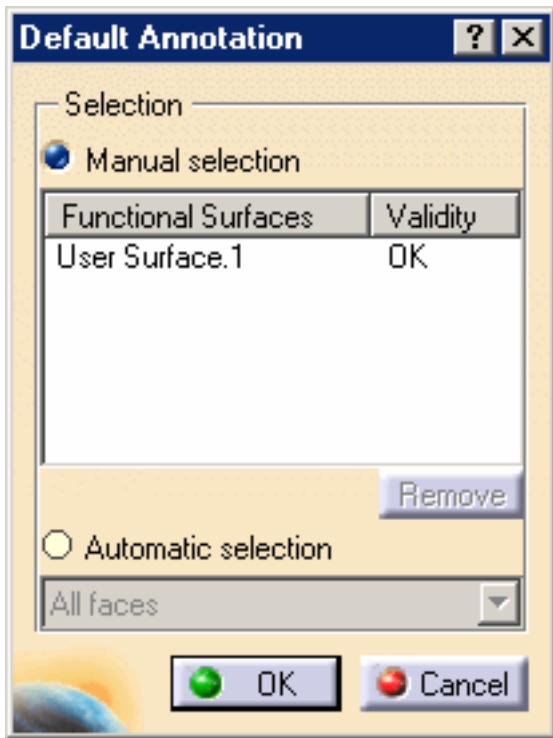 Default Annotation ? ×
Selection
Manual selection
Functional Surfaces Validity
User Surface.1 OK
Remove
Automatic selection
All faces
OK Cancel